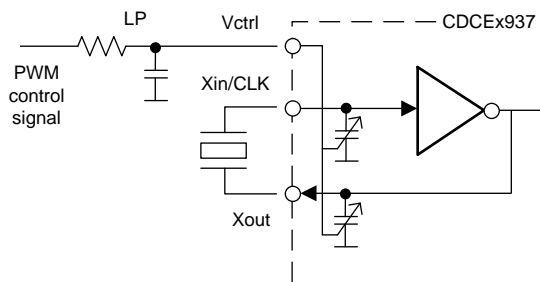 LP
Vctrl
CDCEx937
PWM
control
signal
Xin/CLK
Xout